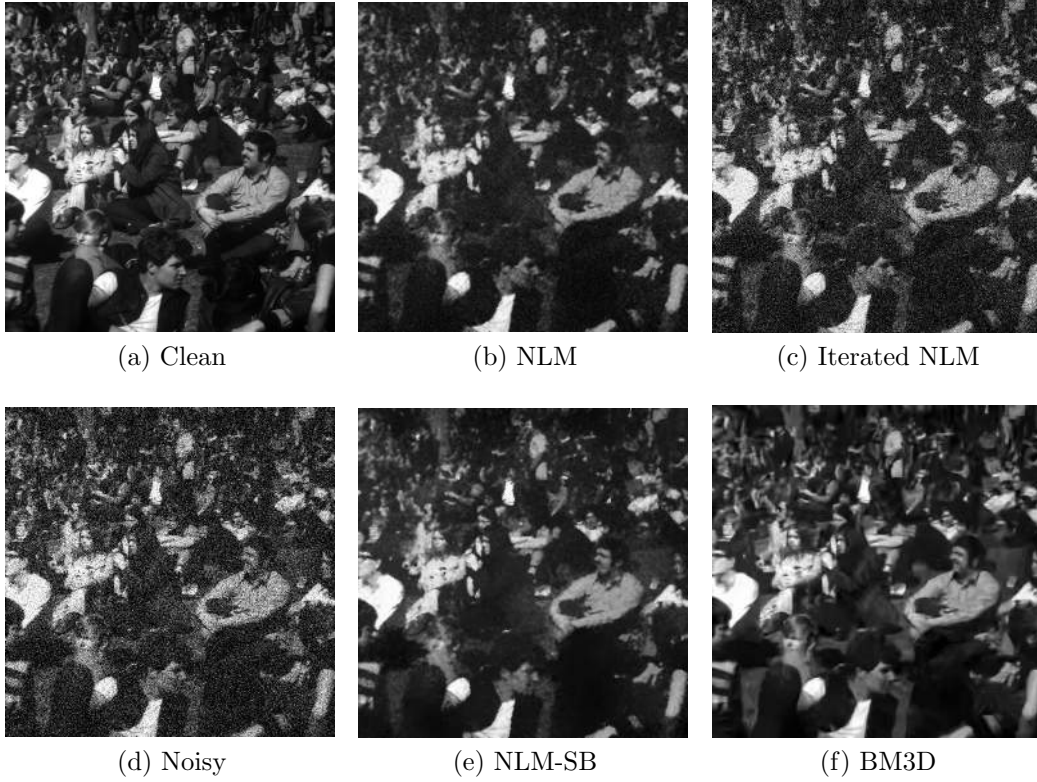 (a) Clean
(b) NLM
(c) Iterated NLM
(d) Noisy
(e) NLM-SB
(f) BM3D